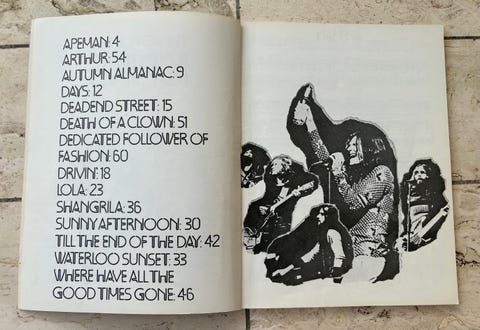 APEMAN: 4
ARTHUR: 54
AUTUMN ALMANAC: 9
DAYS: 12
DEADEND STREET: 15
DEATH OF A CLOWN: 51
DEDICATED FOLLOWER OF
FASHION: 60
DRIVIN': 18
LOLA: 23
SHANGRILA: 36
SUNNY AFTERNOON: 30
TILL THE END OF THE DAY: 42
WATERLOO SUNSET: 33
WHERE HAVE ALL THE
GOOD TIMES GONE: 46